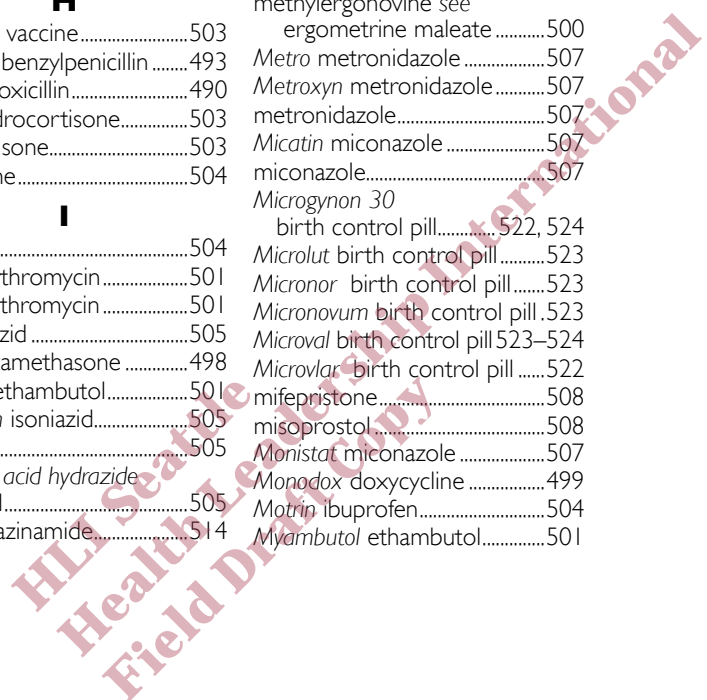 H
vaccine....................503
benzylpenicillin.......493
oxicillin.....................490
drocortisone............503
sone..........................503
ne...............................504
I
504
thromycin................501
thromycin................501
zid.............................505
tamethasone............498
ethambutol...............501
isoniazid..................505
505
acid hydrazide
l.................................505
azinamide.................514
methylergonovine see
ergometrine maleate...........500
Metro metronidazole............507
Metroxyn metronidazole..........507
metronidazole..........................507
Micatin miconazole..................507
miconazole................................507
Microgynon 30
birth control pill.............522, 524
Microlut birth control pill.........523
Micronor birth control pill.......523
Micronovum birth control pill.523
Microval birth control pill 523–524
Microvlar birth control pill......522
mifepristone..............................508
misoprostol...............................508
Monistat miconazole...............507
Monodox doxycycline..............499
Motrin ibuprofen......................504
Myambutol ethambutol............501
HLI Seattle
Health Leadership International
Field Draft Copy